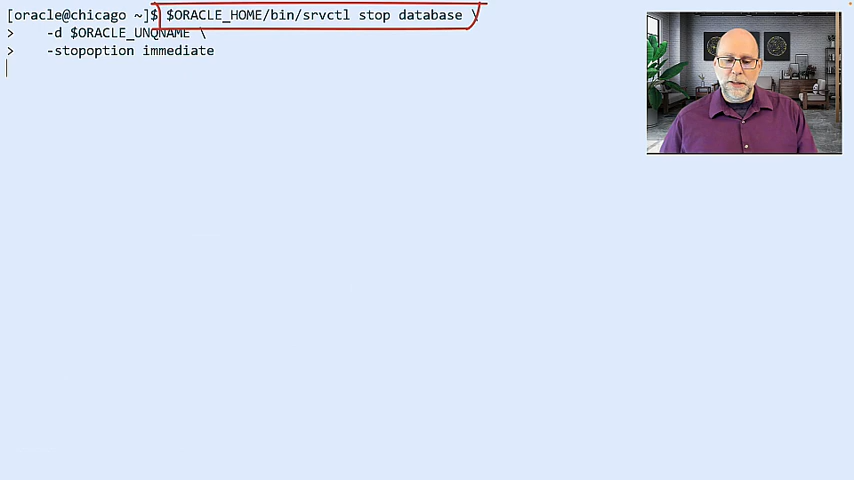 [oracle@chicago ~]$ $ORACLE_HOME/bin/srvctl stop database \
> -d $ORACLE_UNQNAME \
> -stopoption immediate